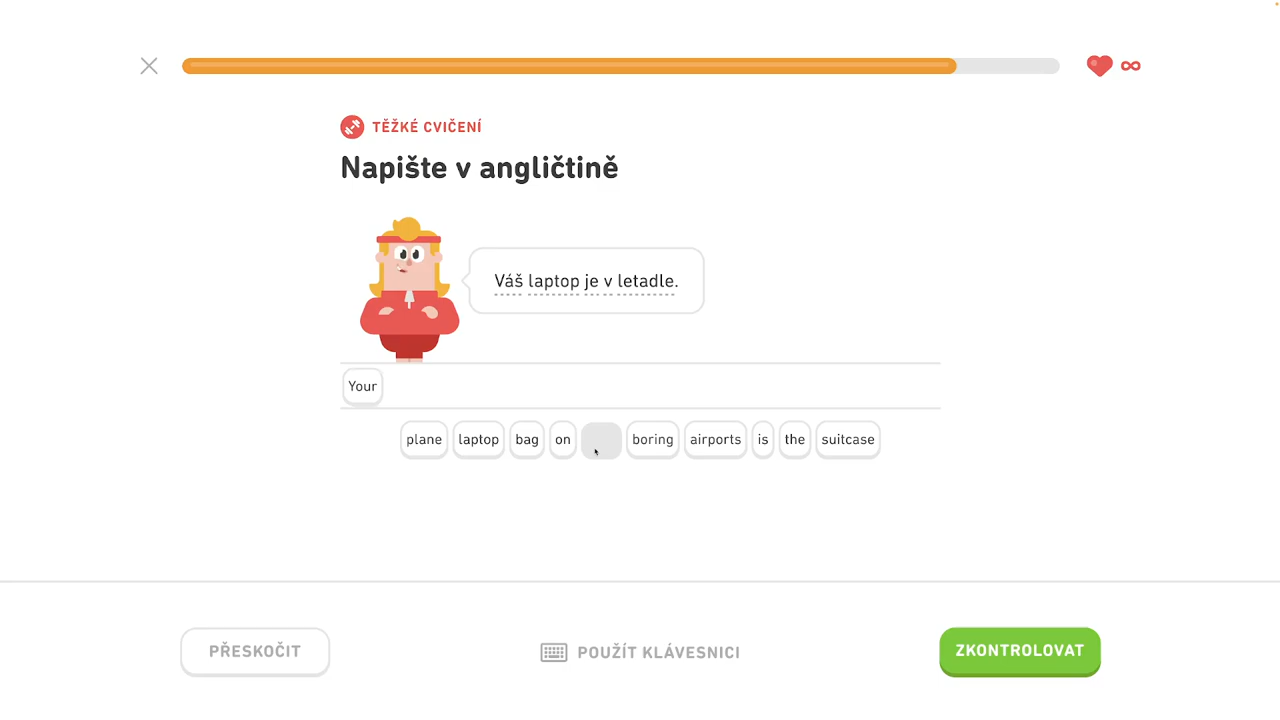 TĚŽKÉ CVIČENÍ
Napište v angličtině
Váš laptop je v letadle.
Your
plane laptop bag on boring airports is the suitcase
PŘESKOČIT POUŽÍT KLÁVESNICI ZKONTROLOVAT